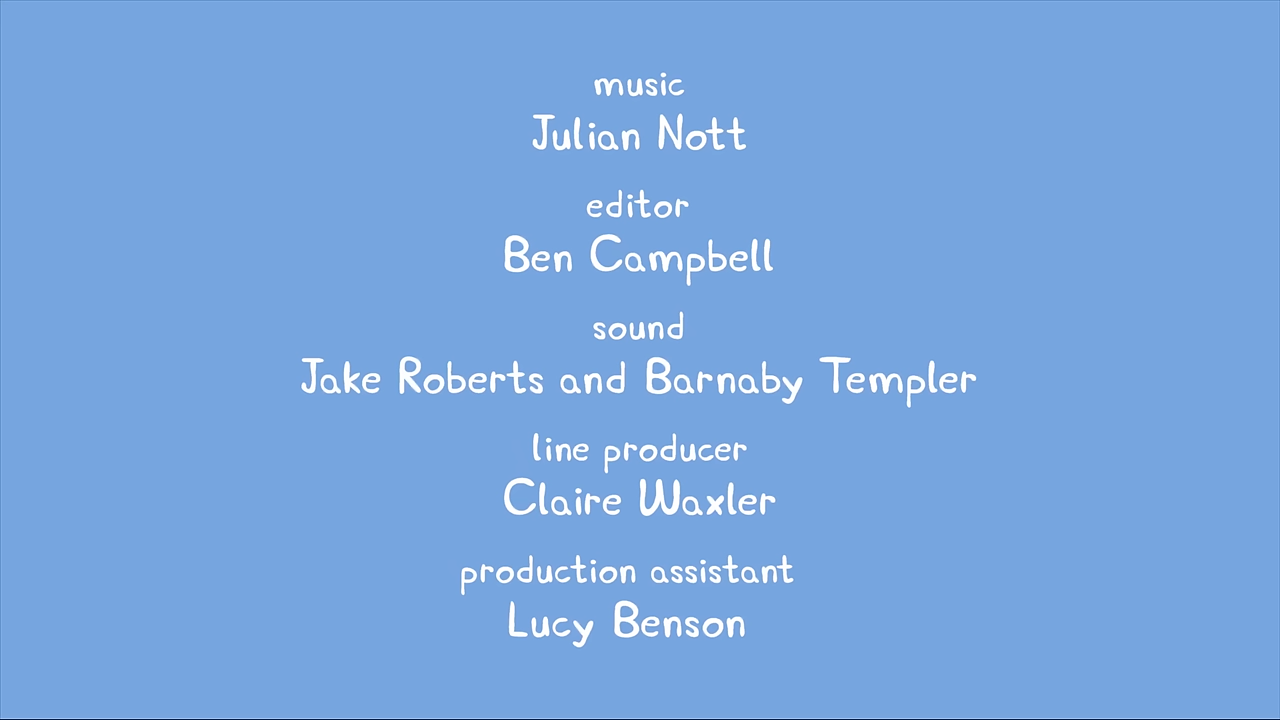 music
Julian Nott
editor
Ben Campbell
sound
Jake Roberts and Barnaby Templer
line producer
Claire Waxler
production assistant
Lucy Benson